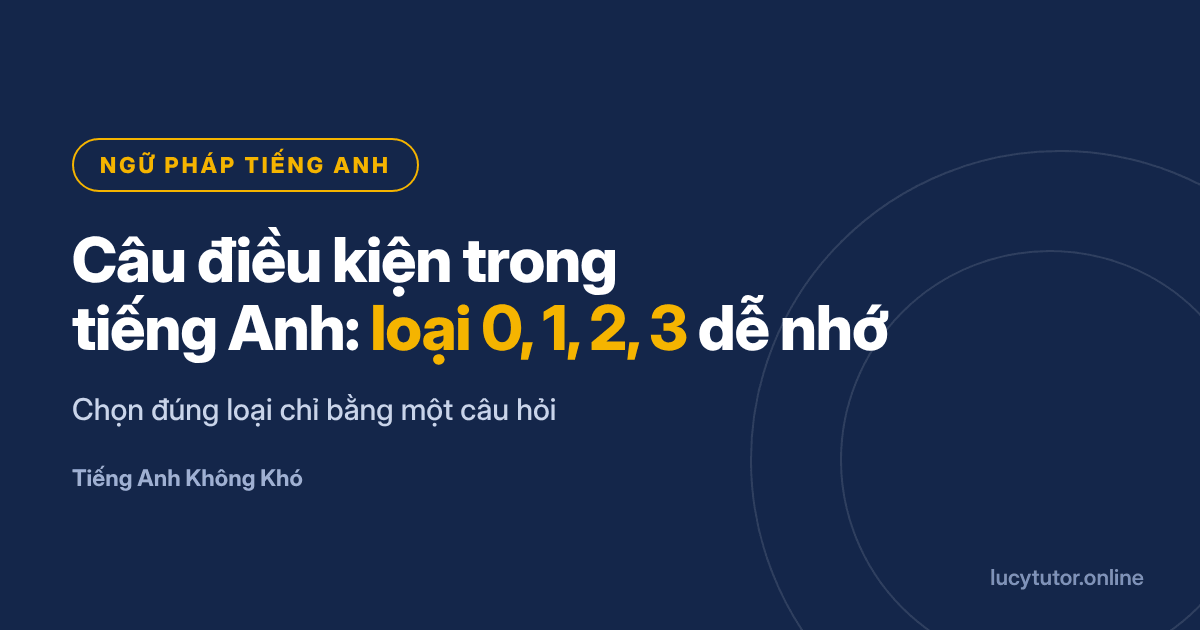 NGỮ PHÁP TIẾNG ANH
Câu điều kiện trong
tiếng Anh: loại 0, 1, 2, 3 dễ nhớ
Chọn đúng loại chỉ bằng một câu hỏi
Tiếng Anh Không Khó
lucytutor.online